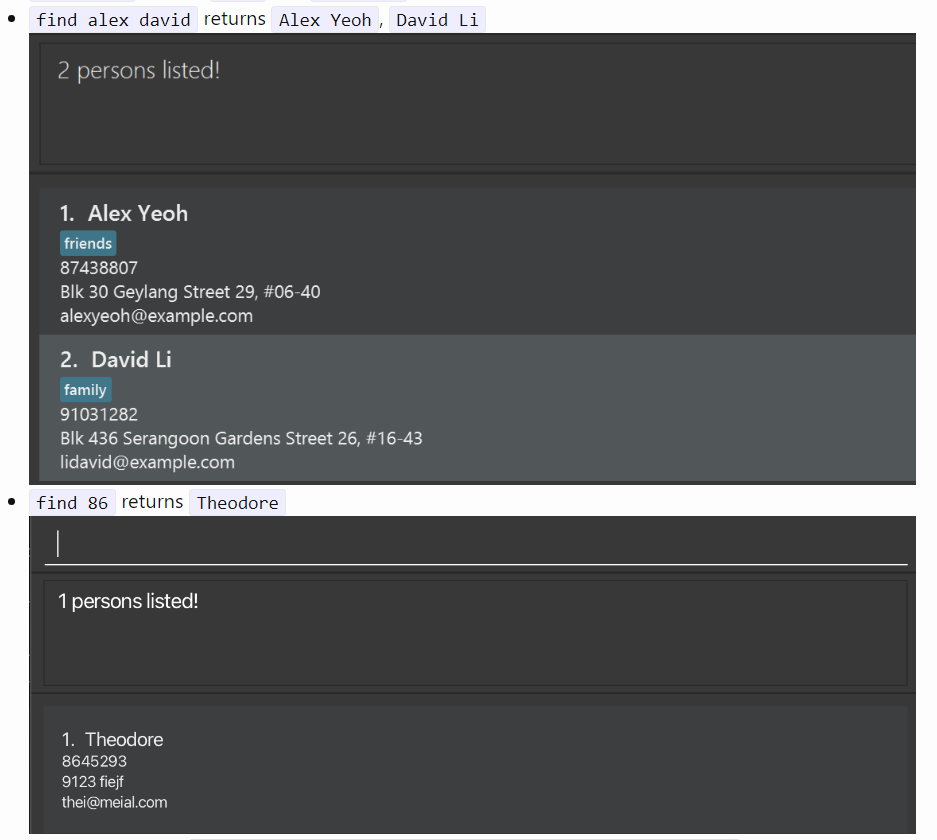 find alex david returns Alex Yeoh, David Li
2 persons listed!
1. Alex Yeoh
friends
87438807
Blk 30 Geylang Street 29, #06-40
alexyeoh@example.com
2. David Li
family
91031282
Blk 436 Serangoon Gardens Street 26, #16-43
lidavid@example.com
find 86 returns Theodore
1 persons listed!
1. Theodore
8645293
9123 fiejf
thei@meial.com